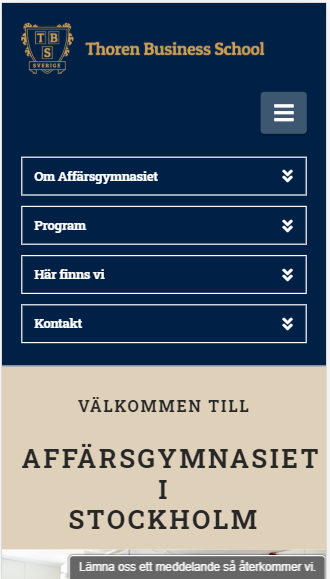 TB
S
SVERIGE
Thoren Business School
Om Affärsgymnasiet
Program
Här finns vi
Kontakt
VÄLKOMMEN TILL
AFFÄRSGYMNASIET
I
STOCKHOLM
Lämna oss ett meddelande så återkommer vi.